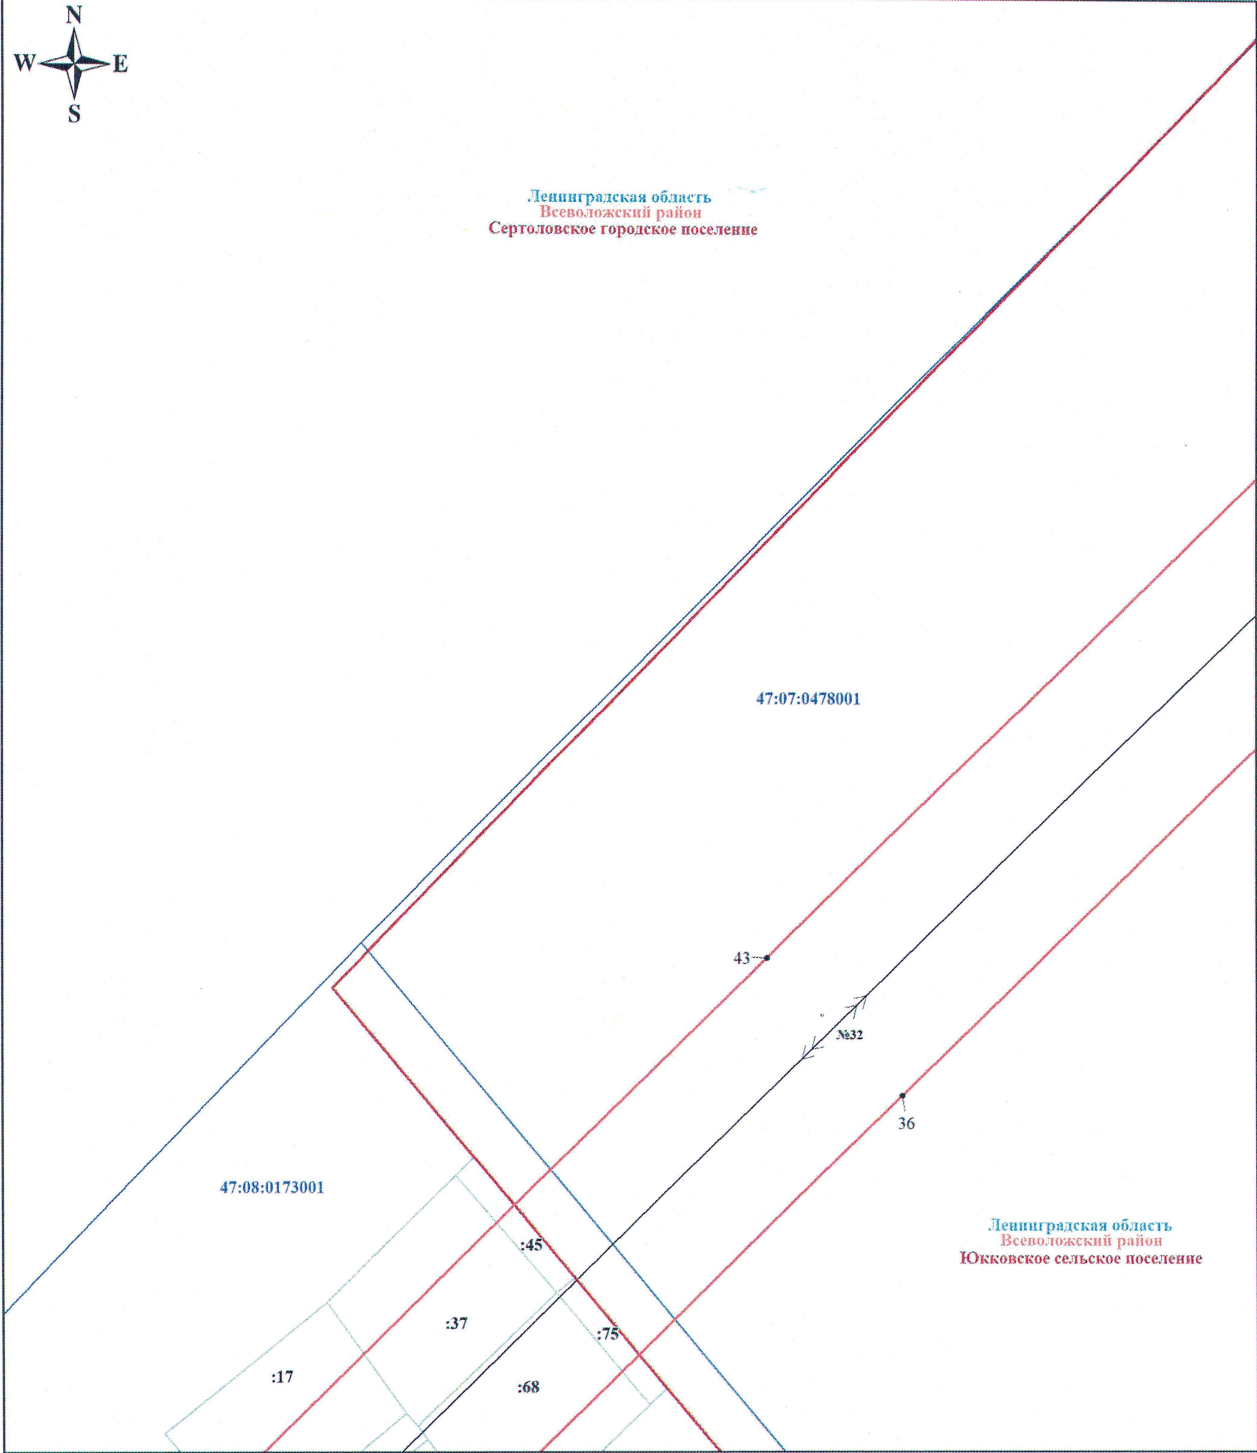 N
W E
S
Ленинградская область
Всеволожский район
Сертоловское городское поселение
47:07:0478001
43
№32
36
47:08:0173001
Ленинградская область
Всеволожский район
Юкковское сельское поселение
:45
:37
:75
:17
:68